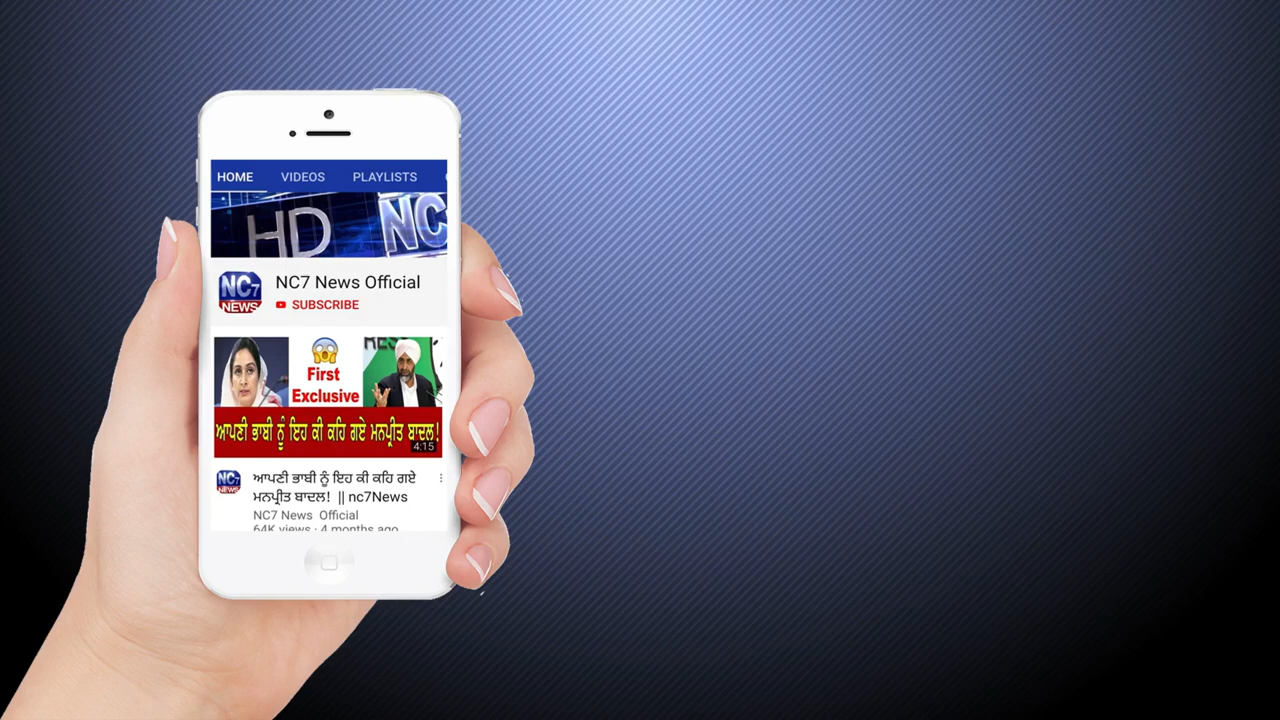 HOME VIDEOS PLAYLISTS
HD NC
NC7 NEWS
NC7 News Official
SUBSCRIBE
First
Exclusive
ਆਪਣੀ ਭਾਬੀ ਨੂੰ ਇਹ ਕੀ ਕਹਿ ਗਏ ਮਨਪ੍ਰੀਤ ਬਾਦਲ!
4:15
NC7 NEWS
ਆਪਣੀ ਭਾਬੀ ਨੂੰ ਇਹ ਕੀ ਕਹਿ ਗਏ
ਮਨਪ੍ਰੀਤ ਬਾਦਲ! || nc7News
NC7 News Official
64K views · 4 months ago